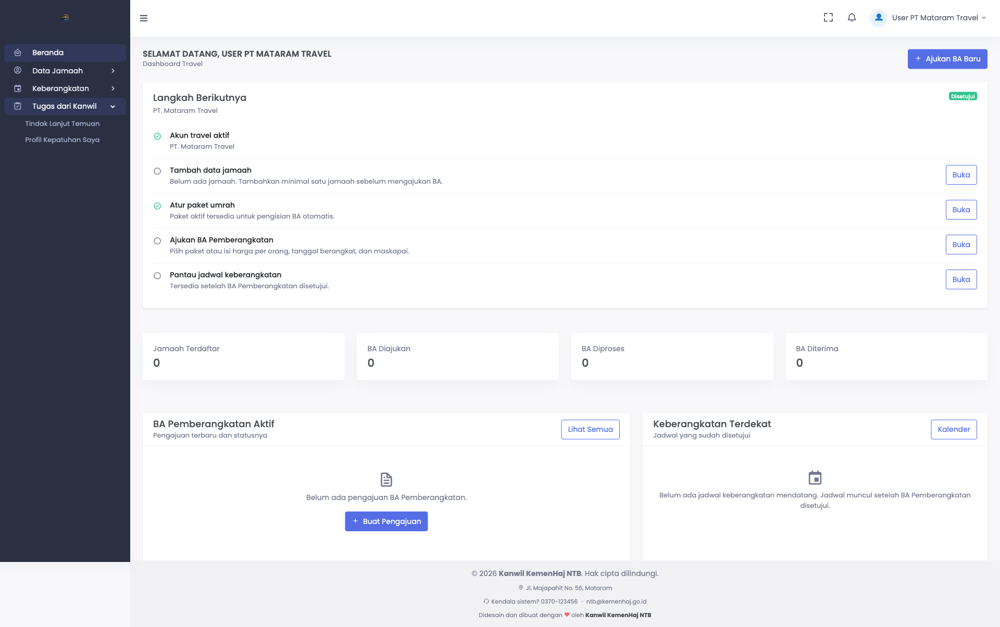 User PT Mataram Travel
Beranda
Data Jamaah
Keberangkatan
Tugas dari Kanwil
Tindak Lanjut Temuan
Profil Kepatuhan Saya
SELAMAT DATANG, USER PT MATARAM TRAVEL
Dashboard Travel
+ Ajukan BA Baru
Langkah Berikutnya
Disetujui
PT. Mataram Travel
Akun travel aktif
PT. Mataram Travel
Tambah data jamaah
Belum ada jamaah. Tambahkan minimal satu jamaah sebelum mengajukan BA.
Buka
Atur paket umrah
Paket aktif tersedia untuk pengisian BA otomatis.
Buka
Ajukan BA Pemberangkatan
Pilih paket atau isi harga per orang, tanggal berangkat, dan maskapai.
Buka
Pantau jadwal keberangkatan
Tersedia setelah BA Pemberangkatan disetujui.
Buka
Jamaah Terdaftar
0
BA Diajukan
0
BA Diproses
0
BA Diterima
0
BA Pemberangkatan Aktif
Pengajuan terbaru dan statusnya
Lihat Semua
Belum ada pengajuan BA Pemberangkatan.
+ Buat Pengajuan
Keberangkatan Terdekat
Jadwal yang sudah disetujui
Kalender
Belum ada jadwal keberangkatan mendatang. Jadwal muncul setelah BA Pemberangkatan
disetujui.
© 2026 Kanwil KemenHaj NTB. Hak cipta dilindungi.
Jl. Majapahit No. 56, Mataram
Kendala sistem? 0370-123456 · ntb@kemenhaj.go.id
Didesain dan dibuat dengan ❤ oleh Kanwil KemenHaj NTB